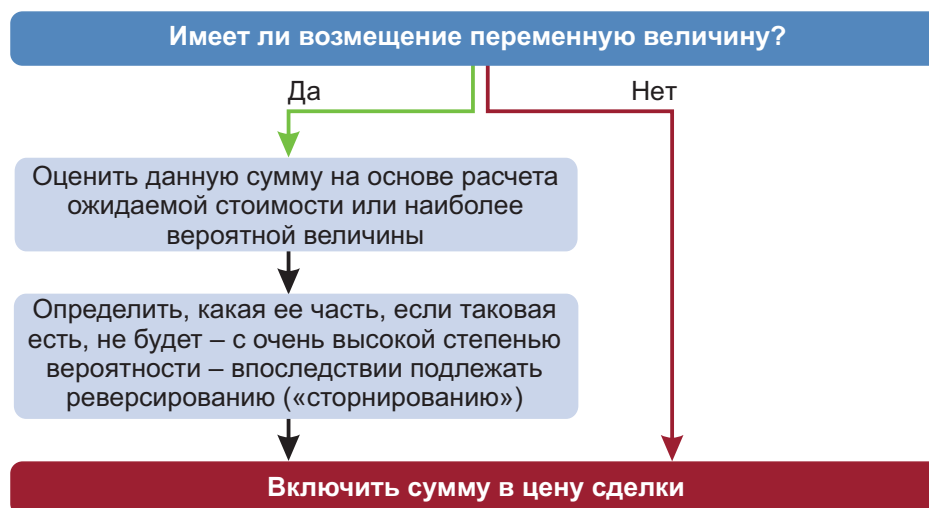 Имеет ли возмещение переменную величину?
Да
Нет
Оценить данную сумму на основе расчета
ожидаемой стоимости или наиболее
вероятной величины
Определить, какая ее часть, если таковая
есть, не будет – с очень высокой степенью
вероятности – впоследствии подлежать
реверсированию («сторнированию»)
Включить сумму в цену сделки